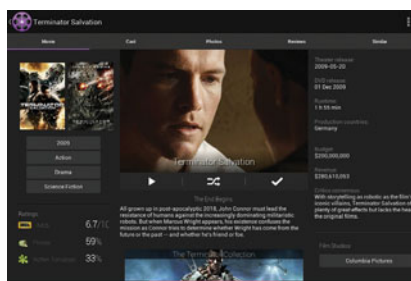 Terminator Salvation
Movie
Cast
Photos
Reviews
Similar
TERMINATOR
SALVATION
2009
Action
Drama
Science Fiction
Ratings:
6.7/10
59%
33%
Terminator Salvation
The End Begins
All grown up in post-apocalyptic 2018, John Connor must lead the
resistance of humans against the increasingly dominating militaristic
robots. But when Marcus Wright appears, his existence confuses the
mission as Connor tries to determine whether Wright has come from the
future or the past -- and whether he's friend or foe.
The Terminator Collection
Theater release:
2009-05-20
DVD release:
01 Dec 2009
Runtime:
1 h 55 min
Production countries:
Germany
Budget
$200,000,000
Revenue
Critics consensus:
With storytelling as robotic as the film's
iconic villains, Terminator Salvation o
plenty of great effects but lacks the hea
the original films.
Film Studios:
Columbia Pictures